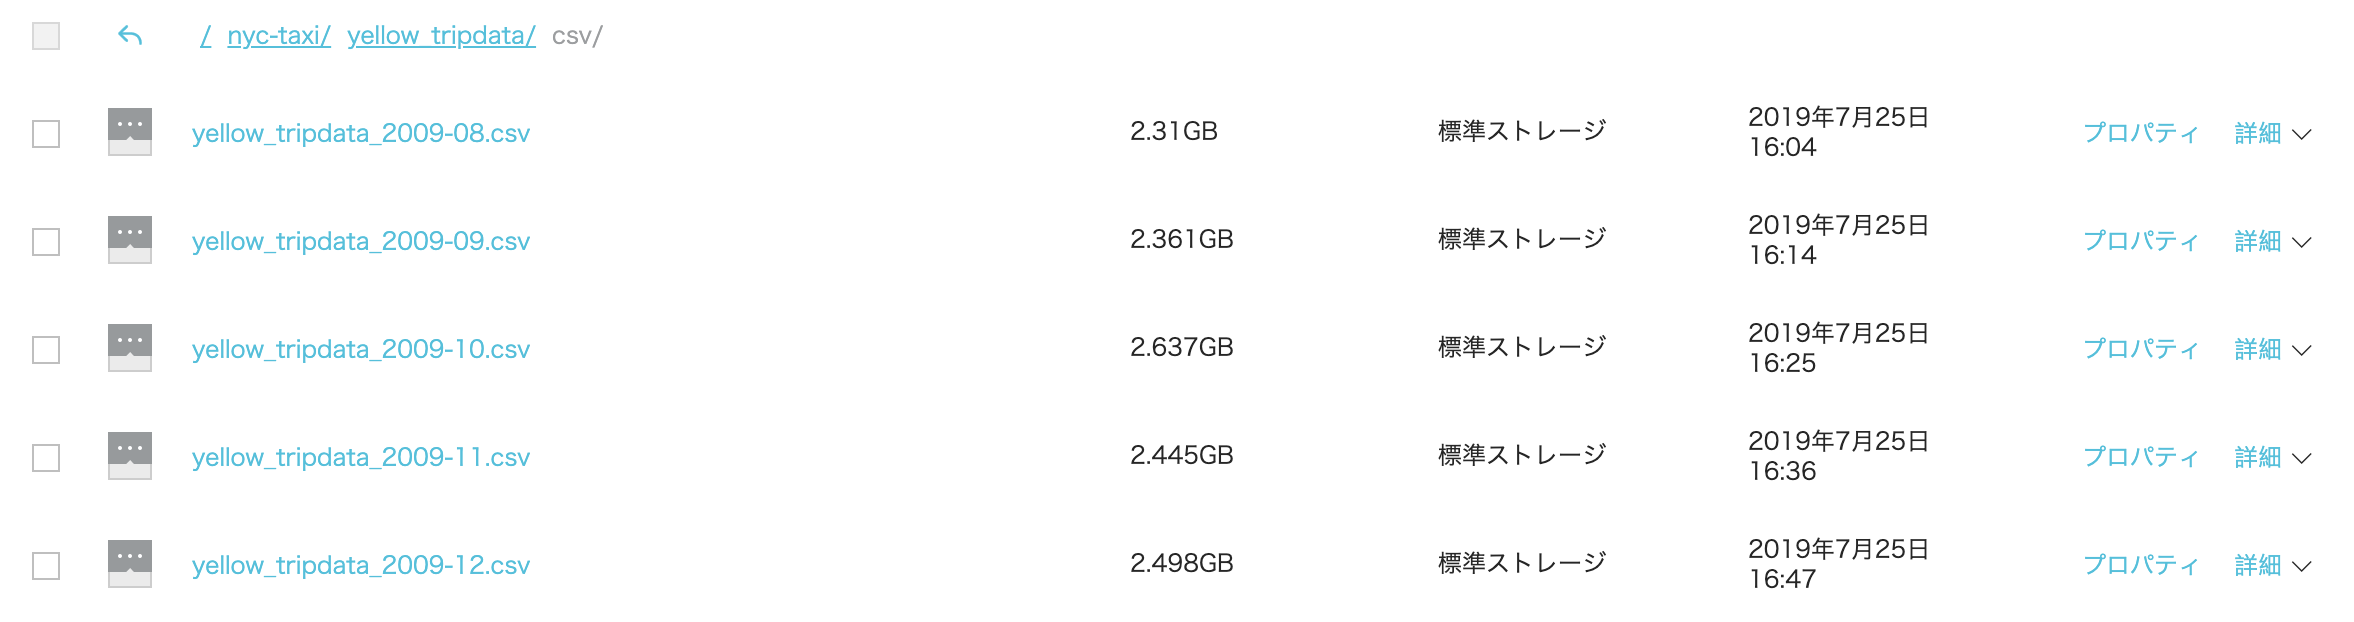 / nyc-taxi/ yellow_tripdata/ csv/
yellow_tripdata_2009-08.csv 2.31GB 標準ストレージ 2019年7月25日 16:04 プロパティ 詳細
yellow_tripdata_2009-09.csv 2.361GB 標準ストレージ 2019年7月25日 16:14 プロパティ 詳細
yellow_tripdata_2009-10.csv 2.637GB 標準ストレージ 2019年7月25日 16:25 プロパティ 詳細
yellow_tripdata_2009-11.csv 2.445GB 標準ストレージ 2019年7月25日 16:36 プロパティ 詳細
yellow_tripdata_2009-12.csv 2.498GB 標準ストレージ 2019年7月25日 16:47 プロパティ 詳細